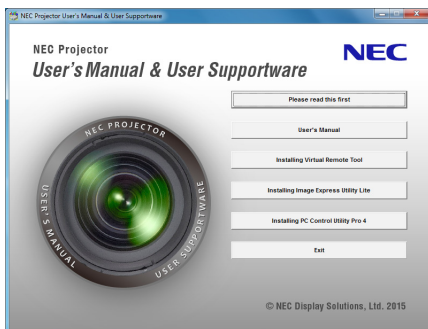 NEC Projector User's Manual & User Supportware
NEC Projector
NEC
User's Manual & User Supportware
Please read this first
User's Manual
Installing Virtual Remote Tool
Installing Image Express Utility Lite
Installing PC Control Utility Pro 4
Exit
NEC PROJECTOR
USER'S MANUAL
USER SUPPORTWARE
© NEC Display Solutions, Ltd. 2015